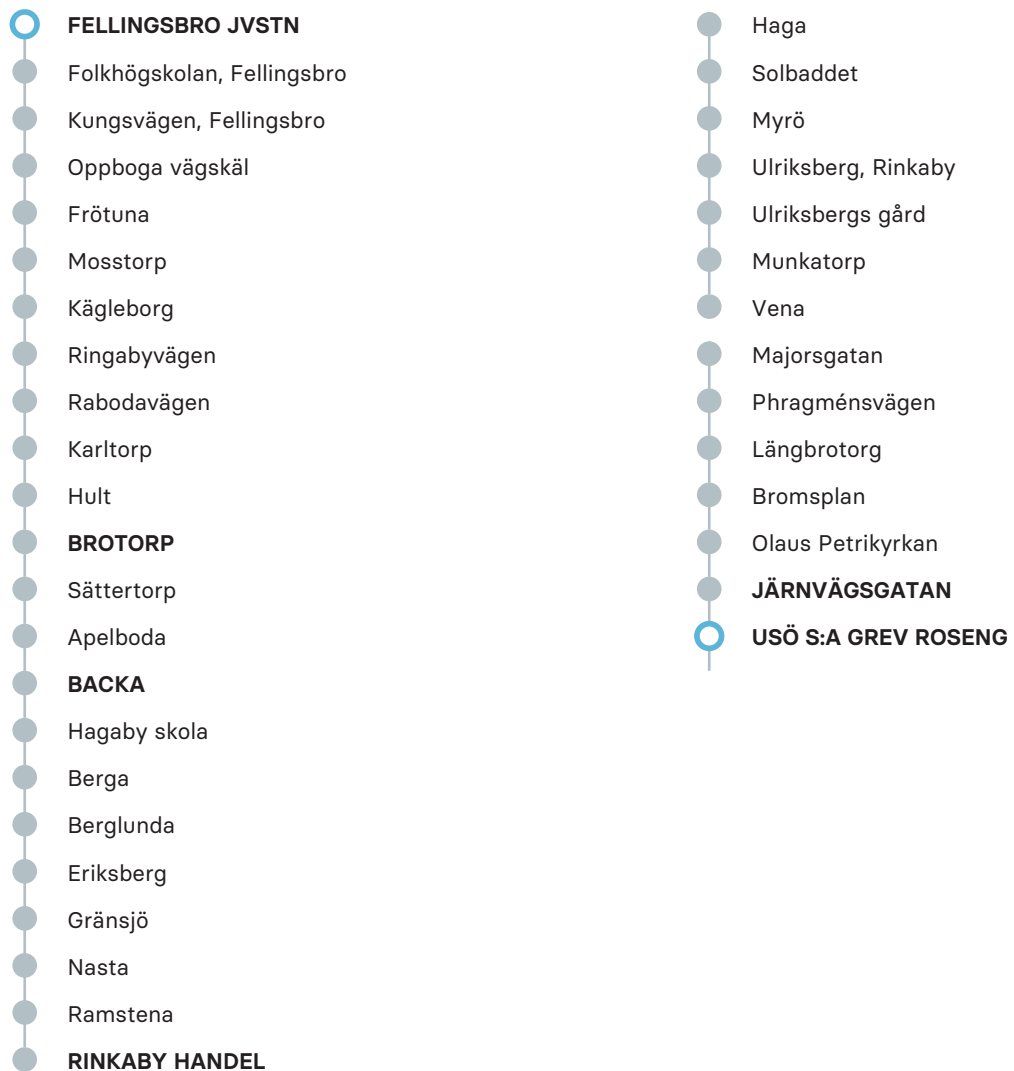 FELLINGSBRO JVSTN
Folkhögskolan, Fellingsbro
Kungsvägen, Fellingsbro
Oppboga vägskäl
Frötuna
Mosstorp
Kägleborg
Ringabyvägen
Rabodavägen
Karltorp
Hult
BROTORP
Sättertorp
Apelboda
BACKA
Hagaby skola
Berga
Berglunda
Eriksberg
Gränsjö
Nasta
Ramstena
RINKABY HANDEL
Haga
Solbaddet
Myrö
Ulriksberg, Rinkaby
Ulriksbergs gård
Munkatorp
Vena
Majorsgatan
Phragménsvägen
Längbrotorg
Bromsplan
Olaus Petrikyrkan
JÄRNVÄGSGATAN
USÖ S:A GREV ROSENG